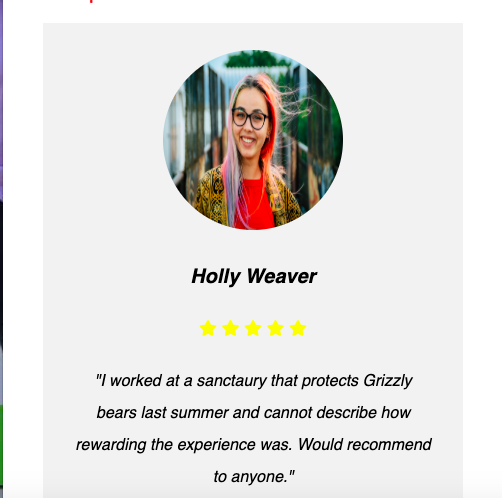 Holly Weaver
"I worked at a sanctaury that protects Grizzly
bears last summer and cannot describe how
rewarding the experience was. Would recommend
to anyone."